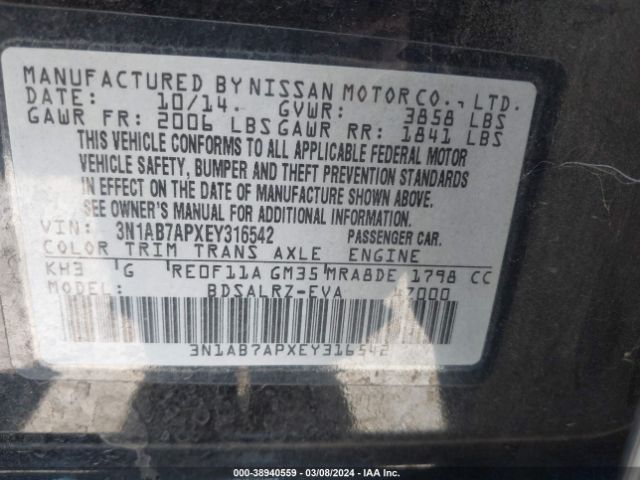 MANUFACTURED BY NISSAN MOTOR CO., LTD.
DATE: 10/14 GVWR: 3858 LBS
GAWR FR: 2006 LBS GAWR RR: 1841 LBS
THIS VEHICLE CONFORMS TO ALL APPLICABLE FEDERAL MOTOR
VEHICLE SAFETY, BUMPER AND THEFT PREVENTION STANDARDS
IN EFFECT ON THE DATE OF MANUFACTURE SHOWN ABOVE.
SEE OWNER'S MANUAL FOR ADDITIONAL INFORMATION.
VIN: 3N1AB7APXEY316542 PASSENGER CAR.
COLOR TRIM TRANS AXLE ENGINE
KH3 G RE0F11A GM35 MRA8DE 1798 CC
MODEL: BDSALRZ-EVA 47000
3N1AB7APXEY316542
000-38940559 - 03/08/2024 - IAA Inc.